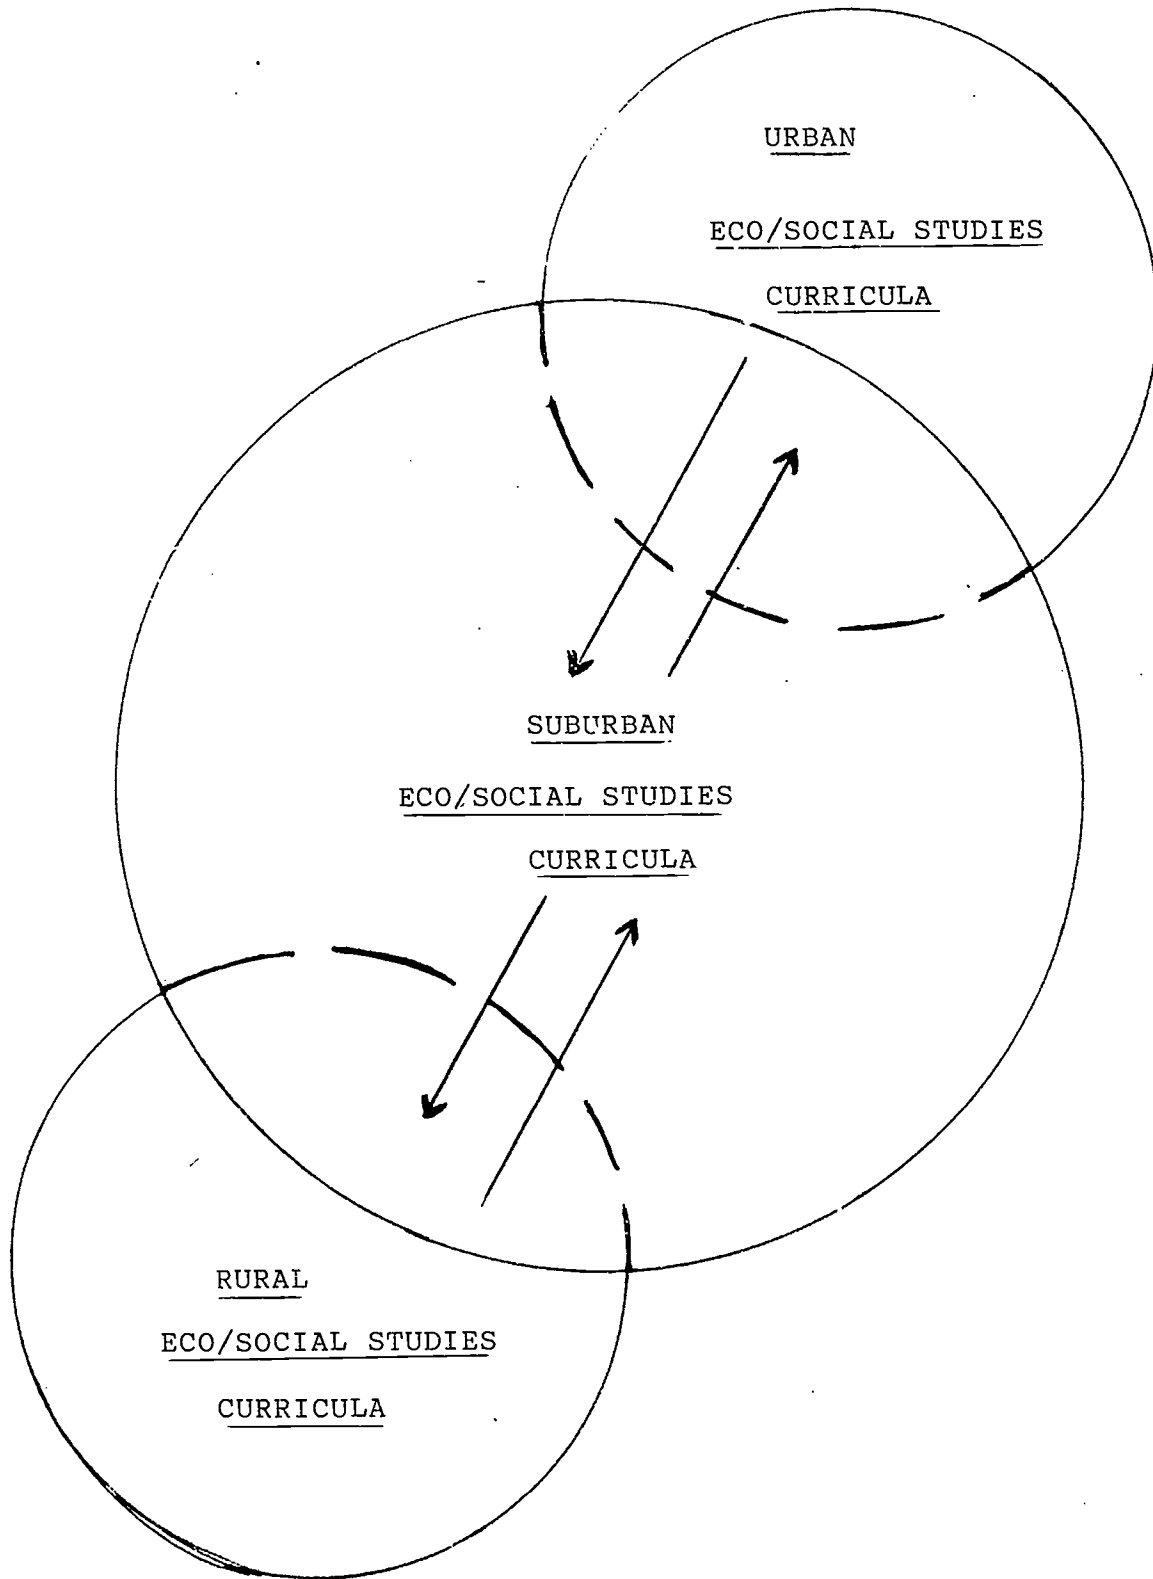 URBAN
ECO/SOCIAL STUDIES
CURRICULA
SUBURBAN
ECO/SOCIAL STUDIES
CURRICULA
RURAL
ECO/SOCIAL STUDIES
CURRICULA